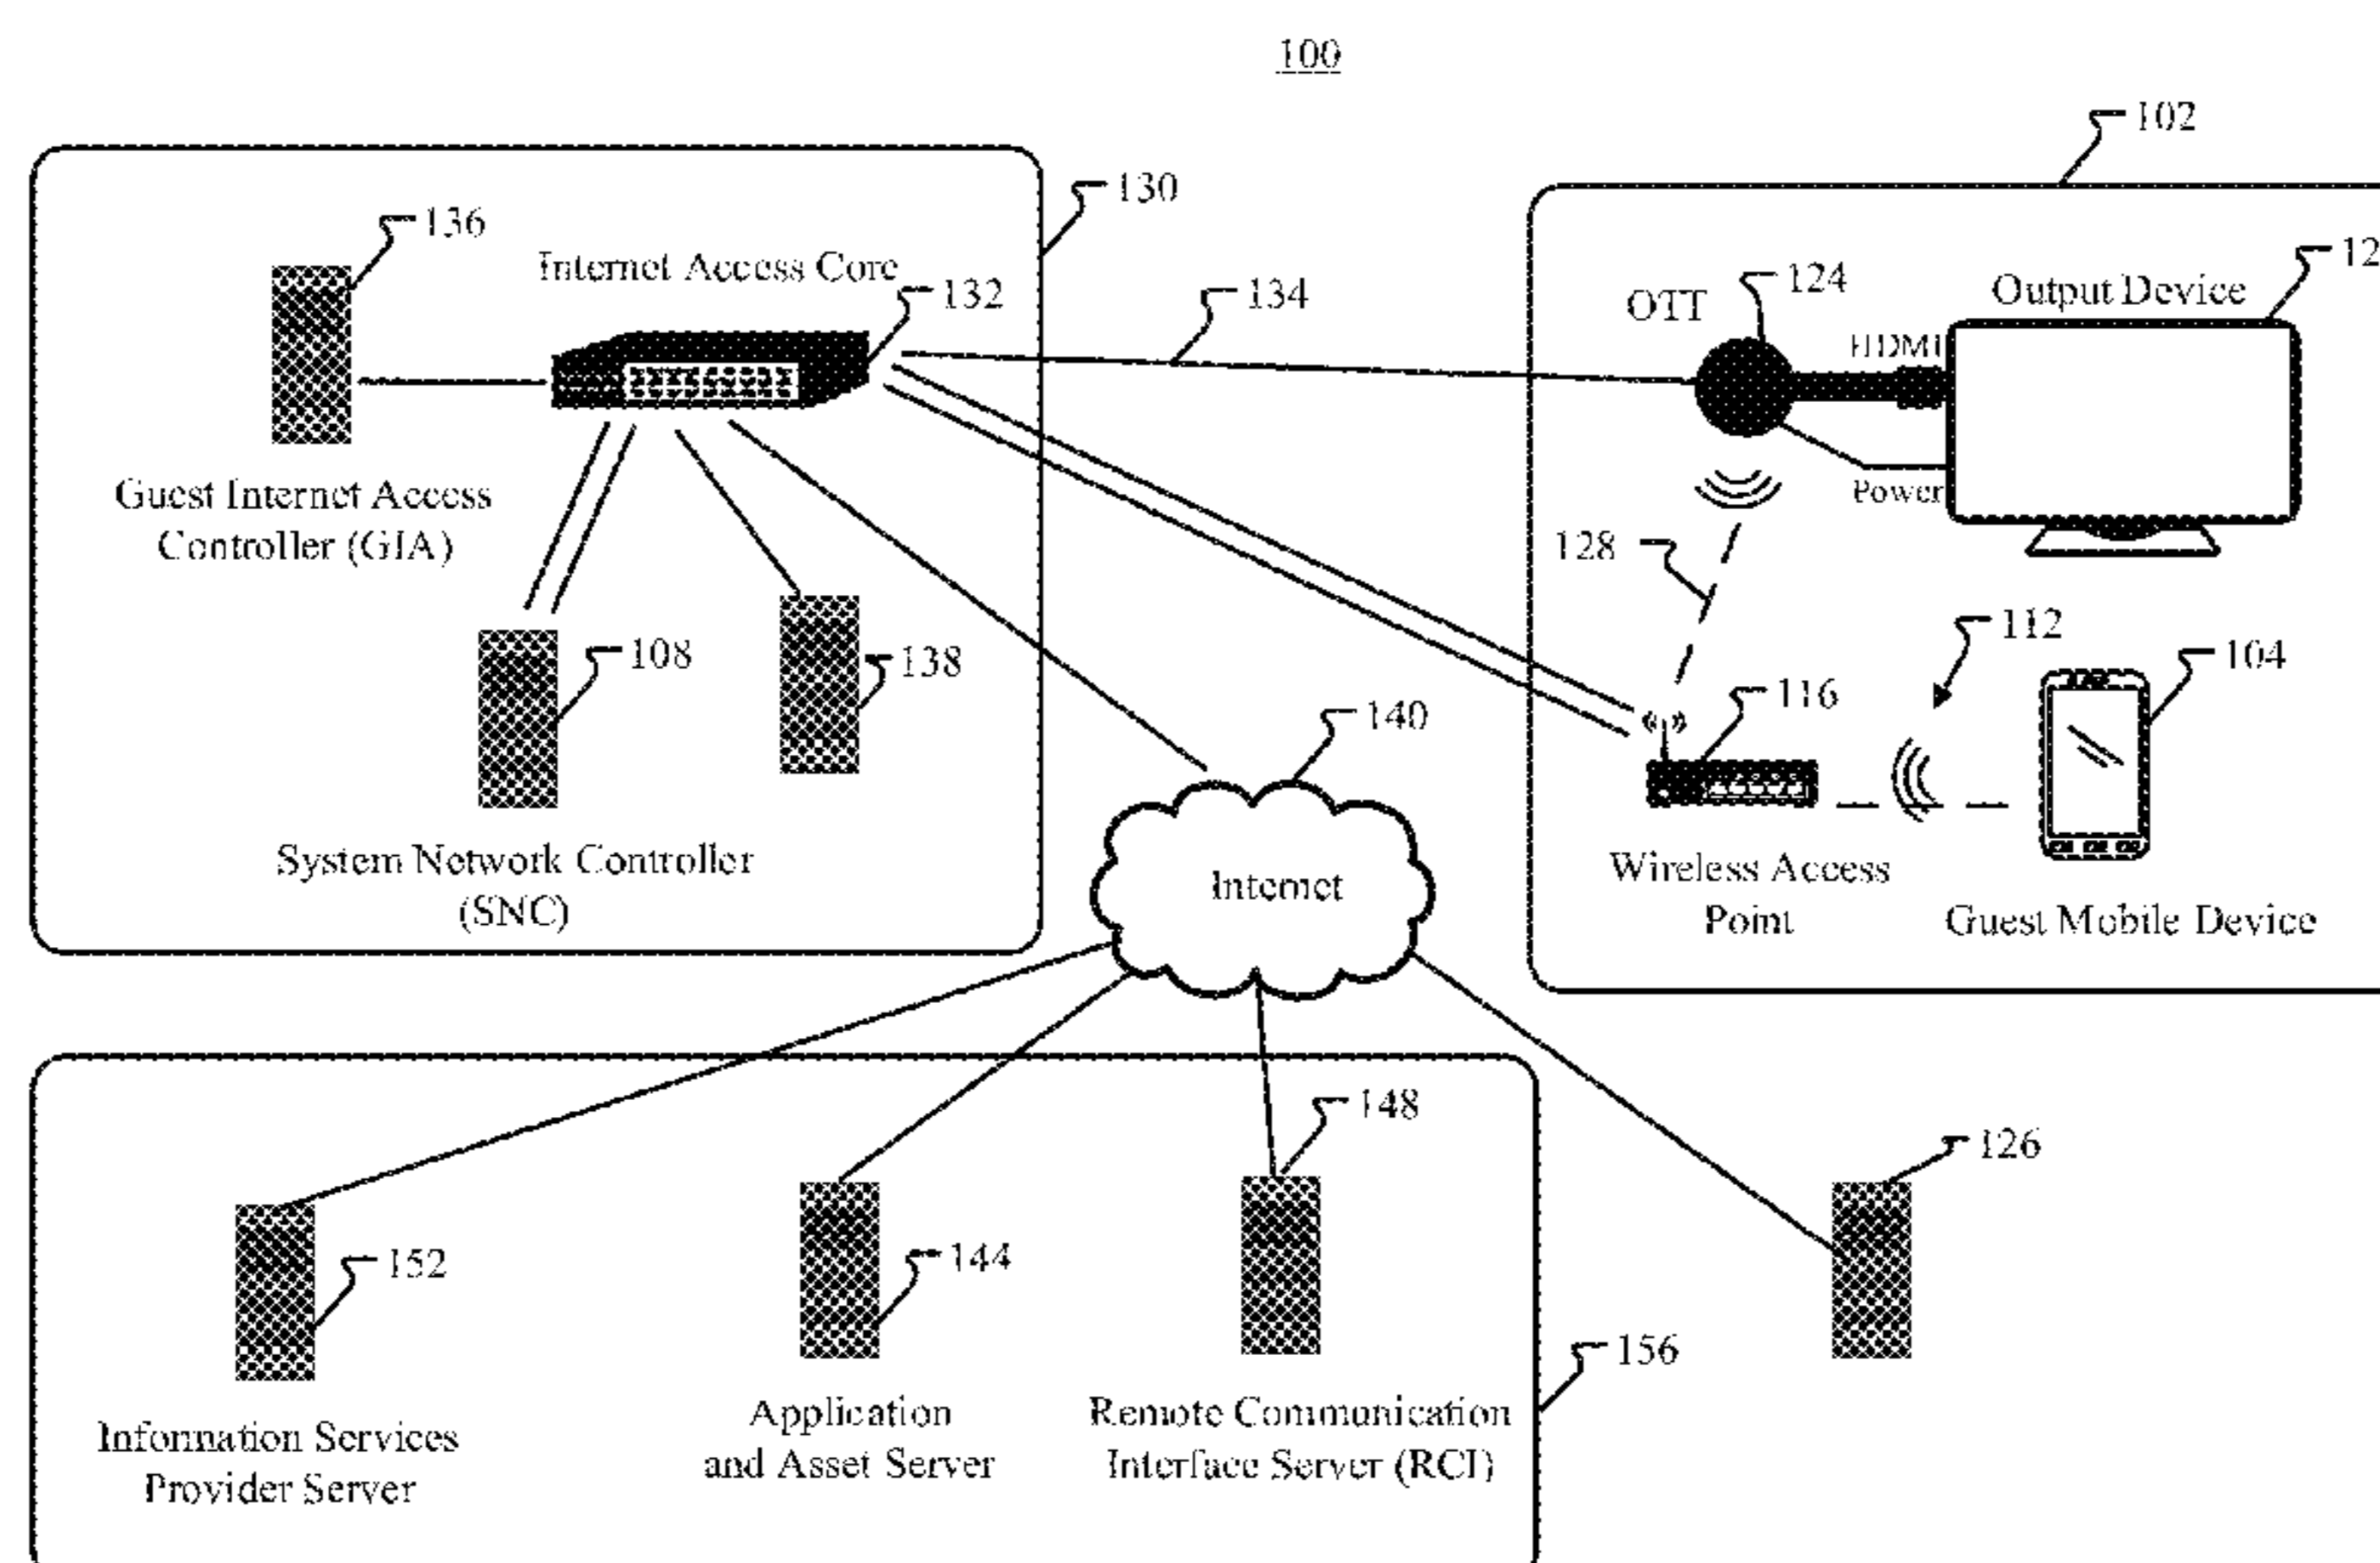 100
102
130
136
Internet Access Core
132
134
OTT
124
Output Device
12
HDMI
Power
Guest Internet Access
Controller (GIA)
128
112
104
108
138
116
140
System Network Controller
(SNC)
Internet
Wireless Access
Point
Guest Mobile Device
148
126
152
144
156
Information Services
Provider Server
Application
and Asset Server
Remote Communication
Interface Server (RCI)